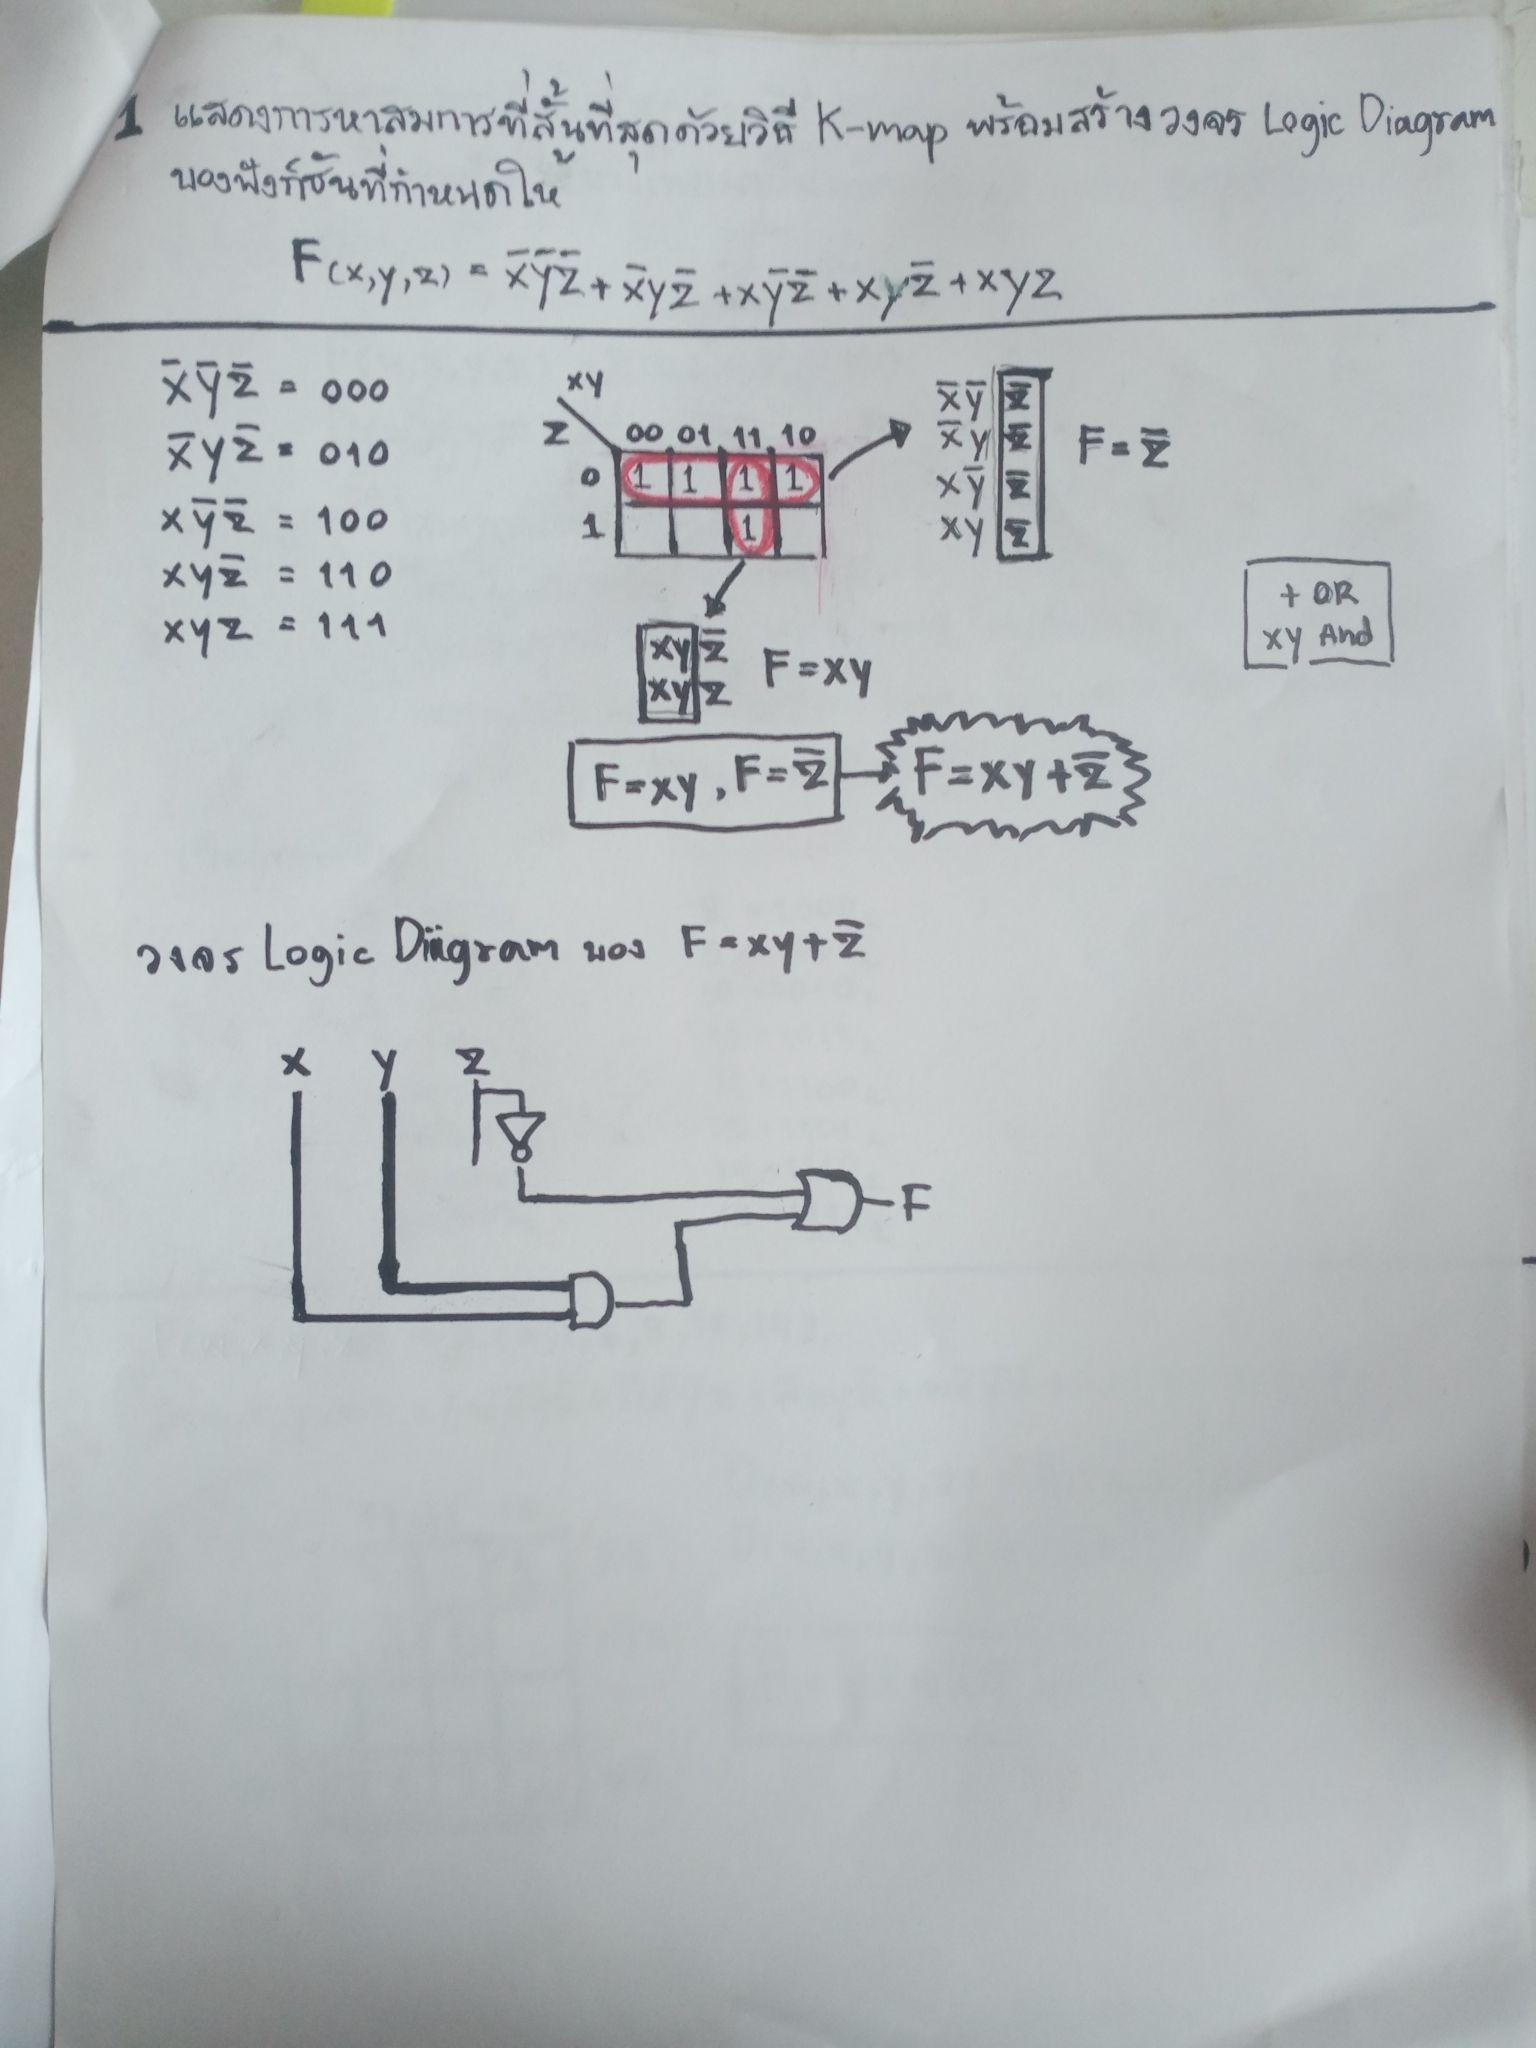 1 แสดงการหาสมการที่สั้นที่สุดด้วยวิธี K-map พร้อมสร้างวงจร Logic Diagram
ของฟังก์ชันที่กำหนดให้
F(x,y,z) = x̄ȳz̄ + x̄yz̄ + xȳz̄ + xyz̄ + xyz
x̄ȳz̄ = 000
x̄yz̄ = 010
xȳz̄ = 100
xyz̄ = 110
xyz = 111
xy
z 00 01 11 10
0 1 1 1 1
1 1
x̄ȳ z̄
x̄y z̄
xȳ z̄
xy z̄
F = z̄
xy z̄
xy z
F = xy
+ OR
xy And
F = xy , F = z̄
F = xy + z̄
วงจร Logic Diagram ของ F = xy + z̄
x y z
F